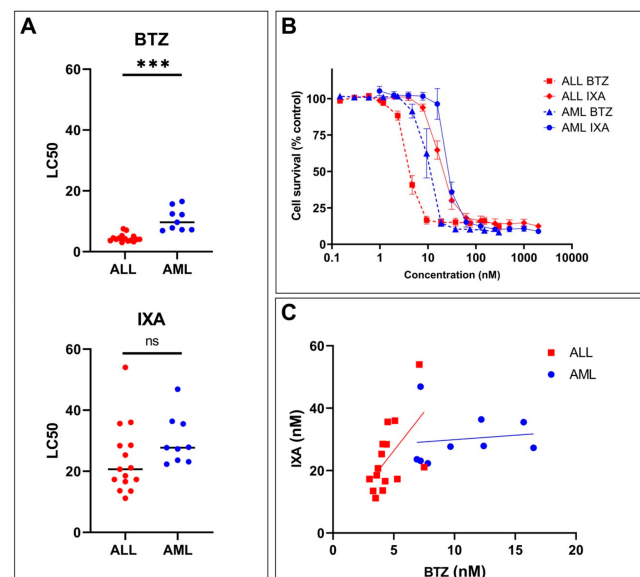 A
BTZ
***
60
40
20
0
LC50
ALL AML
IXA
ns
60
40
20
0
LC50
ALL AML
B
ALL BTZ
ALL IXA
AML BTZ
AML IXA
100
75
50
25
0
Cell survival (% control)
0.1 1 10 100 1000 10000
Concentration (nM)
C
ALL
AML
60
40
20
0
IXA (nM)
0 5 10 15 20
BTZ (nM)